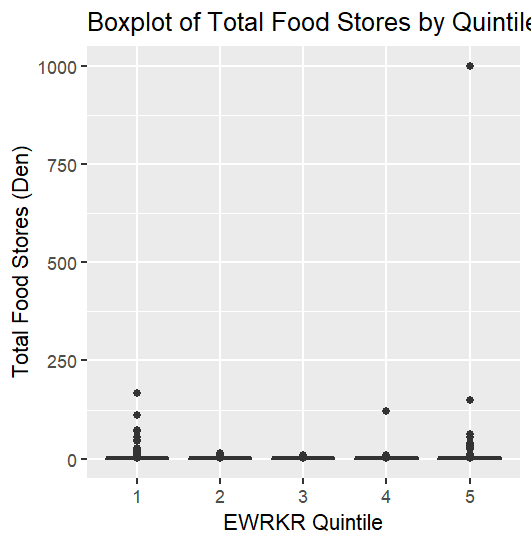 Boxplot of Total Food Stores by Quintile
Total Food Stores (Den)
1000
750
500
250
0
1 2 3 4 5
EWRKR Quintile